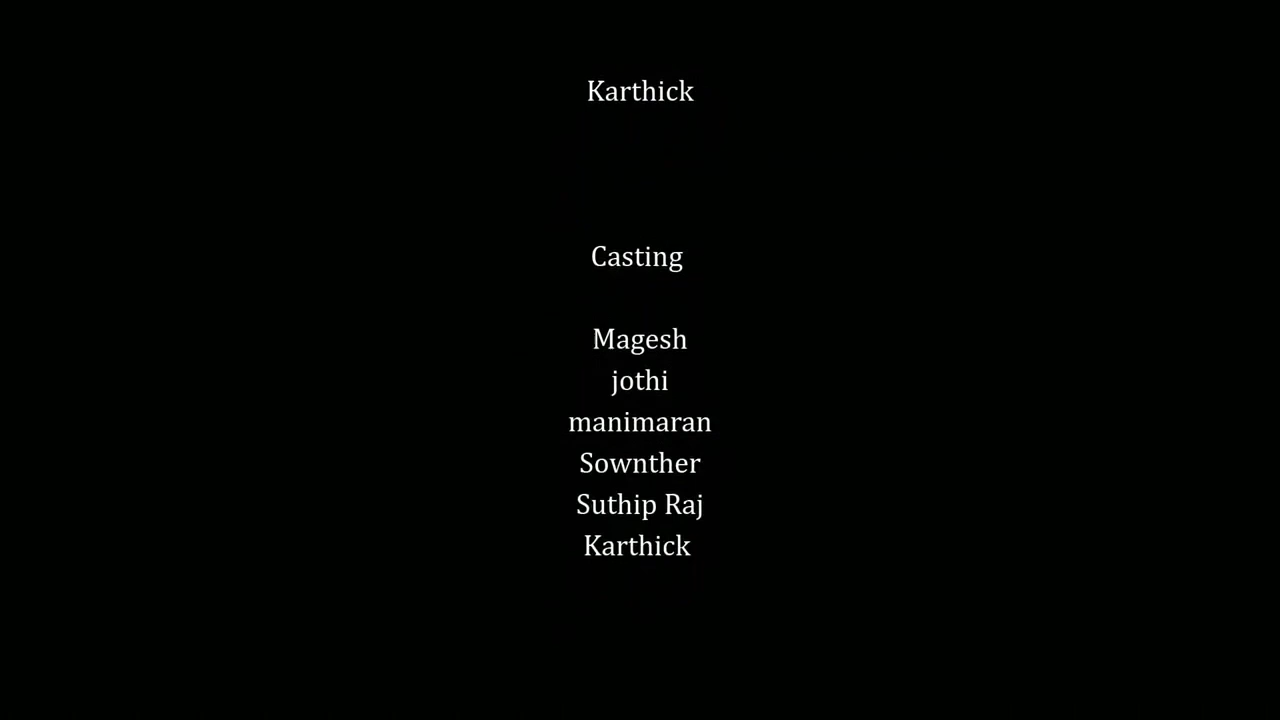 Karthick
Casting
Magesh
jothi
manimaran
Sownther
Suthip Raj
Karthick